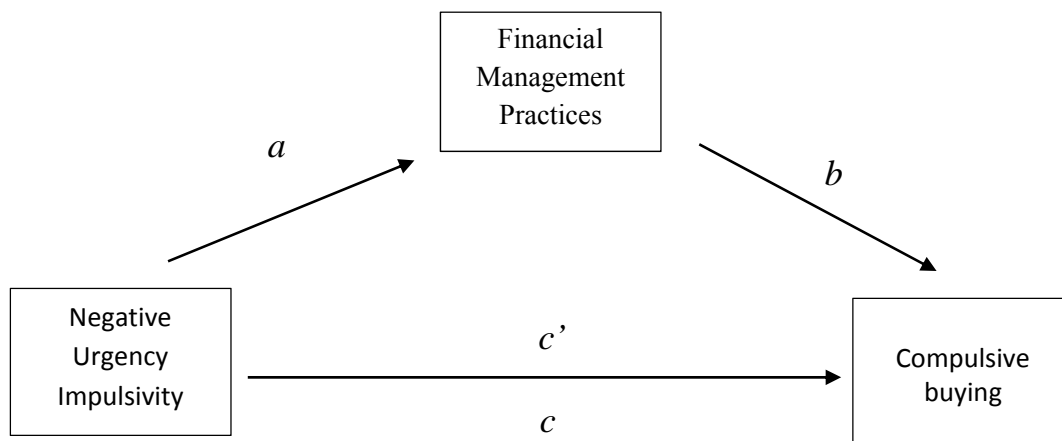 Financial
Management
Practices
a
b
Negative
Urgency
Impulsivity
c’
c
Compulsive
buying